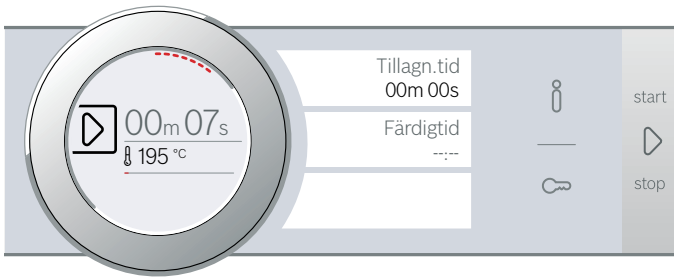 00m 07s
195 °C
Tillagn.tid
00m 00s
Färdigtid
--:--
start
stop